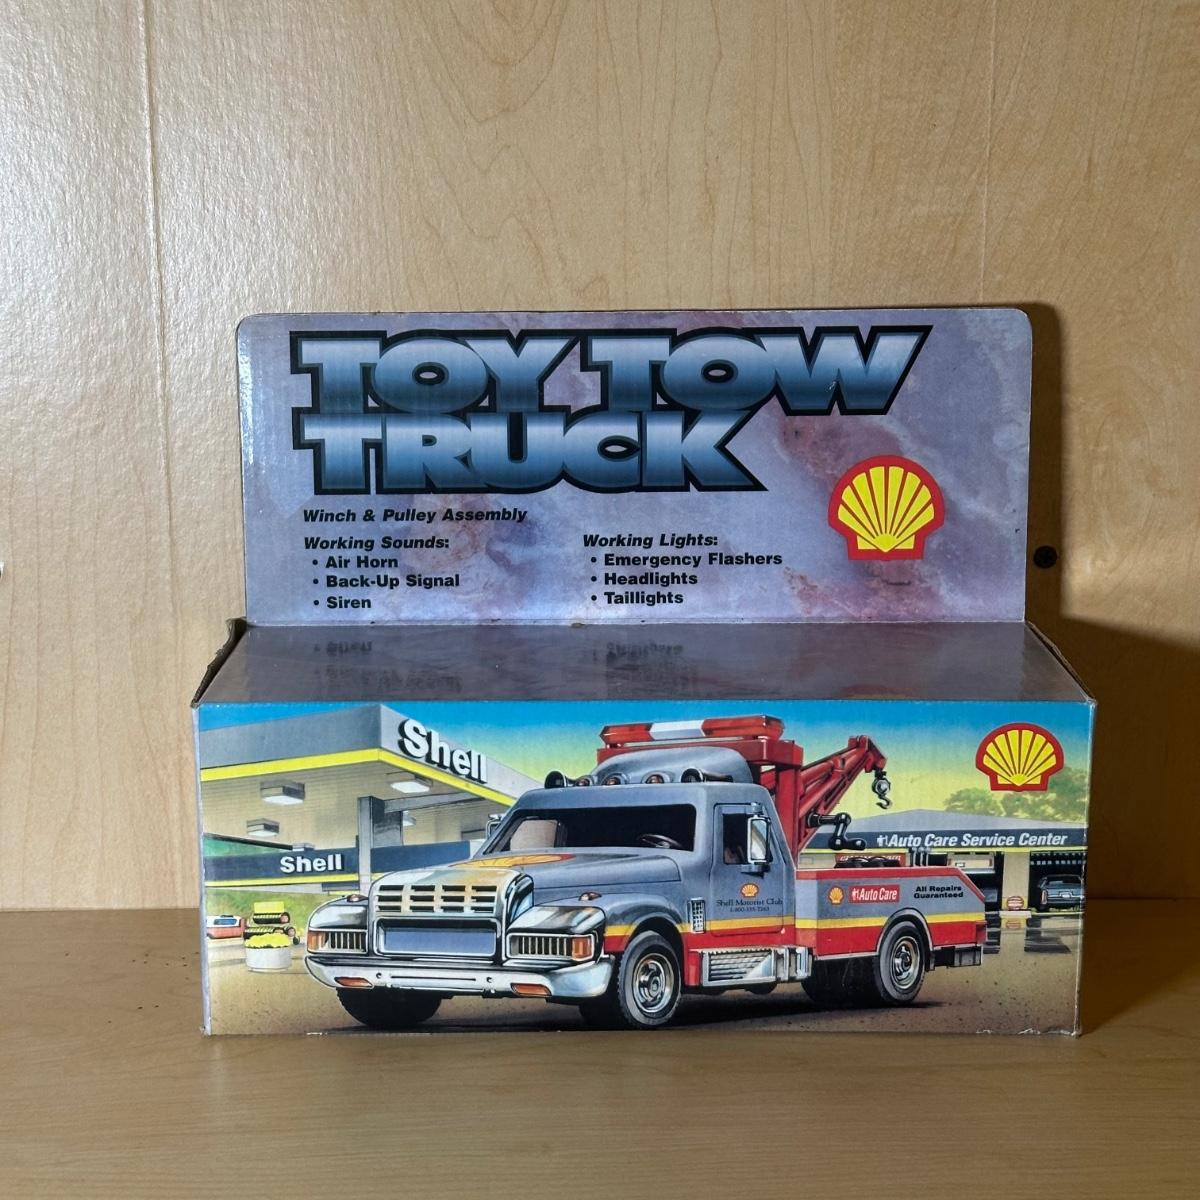 TOY TOW
TRUCK
Winch & Pulley Assembly
Working Sounds:
• Air Horn
• Back-Up Signal
• Siren
Working Lights:
• Emergency Flashers
• Headlights
• Taillights
Shell
Shell
Auto Care Service Center
Shell Motorist Club
Auto Care
All Repairs
Guaranteed